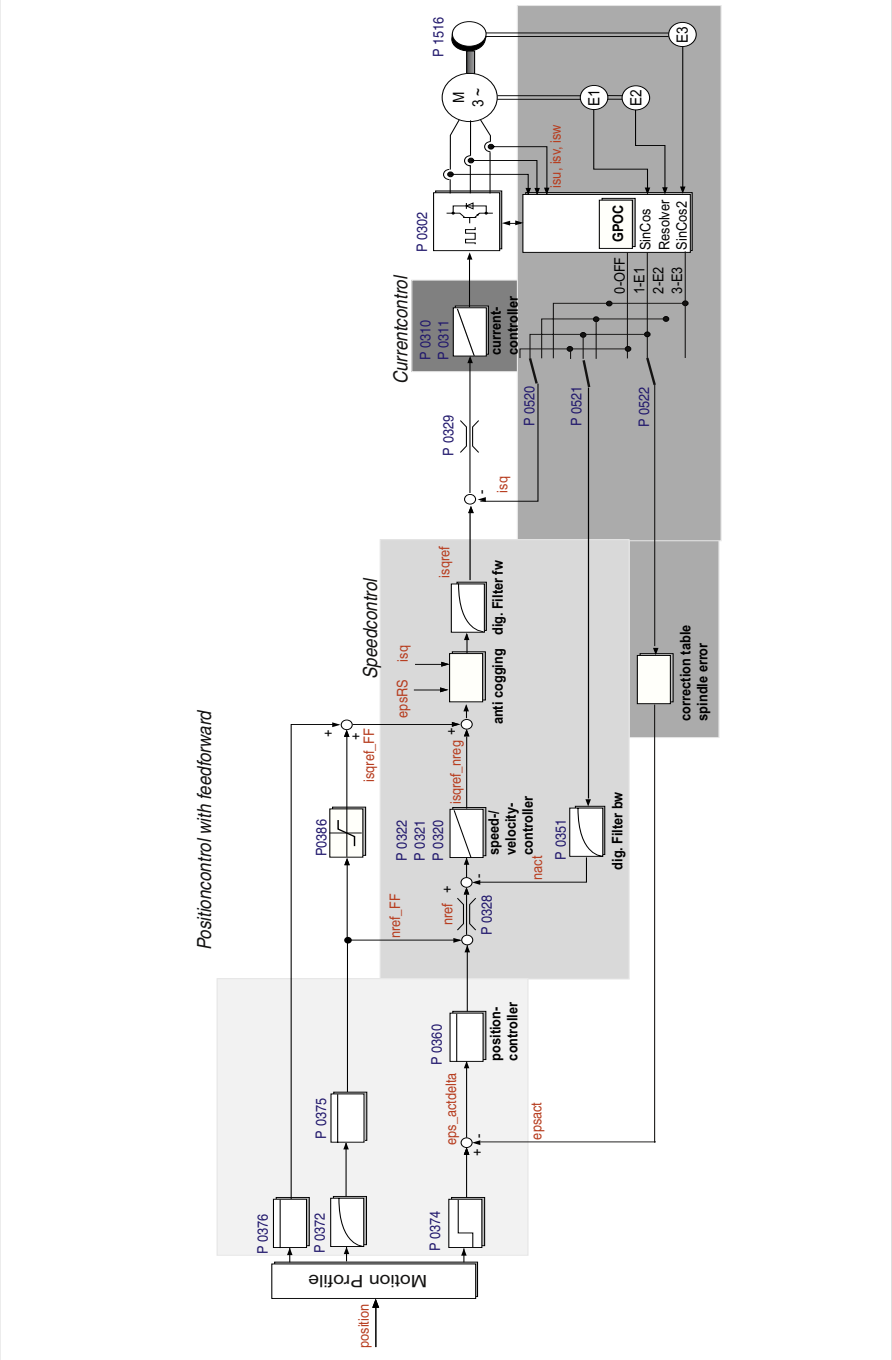 Positioncontrol with feedforward
Speedcontrol
Currentcontrol
position
Motion Profile
P 0376
P 0372
P 0374
P 0375
eps_actdelta
+
-
epsact
P 0360
position-
controller
nref_FF
nref
+
-
P 0328
nact
P0386
P 0322
P 0321
P 0320
speed-/
velocity-
controller
P 0351
dig. Filter bw
isqref_FF
+
+
isqref_nreg
+
epsRS
isq
anti cogging
isqref
dig. Filter fw
correction table
spindle error
isq
-
P 0329
P 0310
P 0311
current-
controller
P 0520
P 0521
P 0522
0-OFF
1-E1
2-E2
3-E3
P 0302
GPOC
SinCos
Resolver
SinCos2
isu, isv, isw
M
3 ~
P 1516
E1
E2
E3